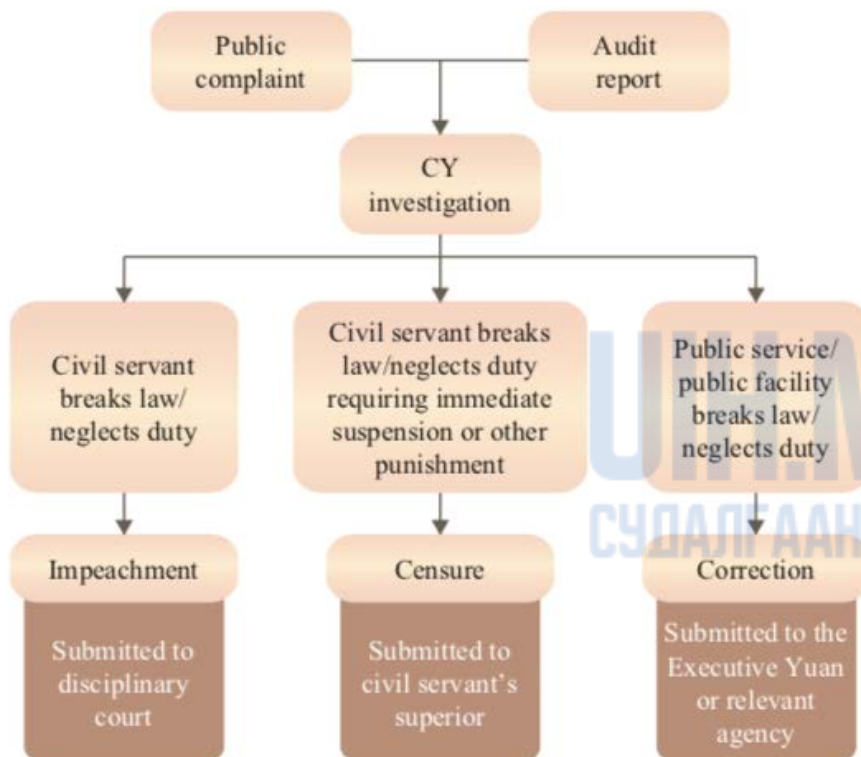 Public
complaint
Audit
report
CY
investigation
Civil servant
breaks law/
neglects duty
Civil servant breaks
law/neglects duty
requiring immediate
suspension or other
punishment
Public service/
public facility
breaks law/
neglects duty
Impeachment
Submitted to
disciplinary
court
Censure
Submitted to
civil servant's
superior
Correction
Submitted to the
Executive Yuan
or relevant
agency
СУДАЛГААН